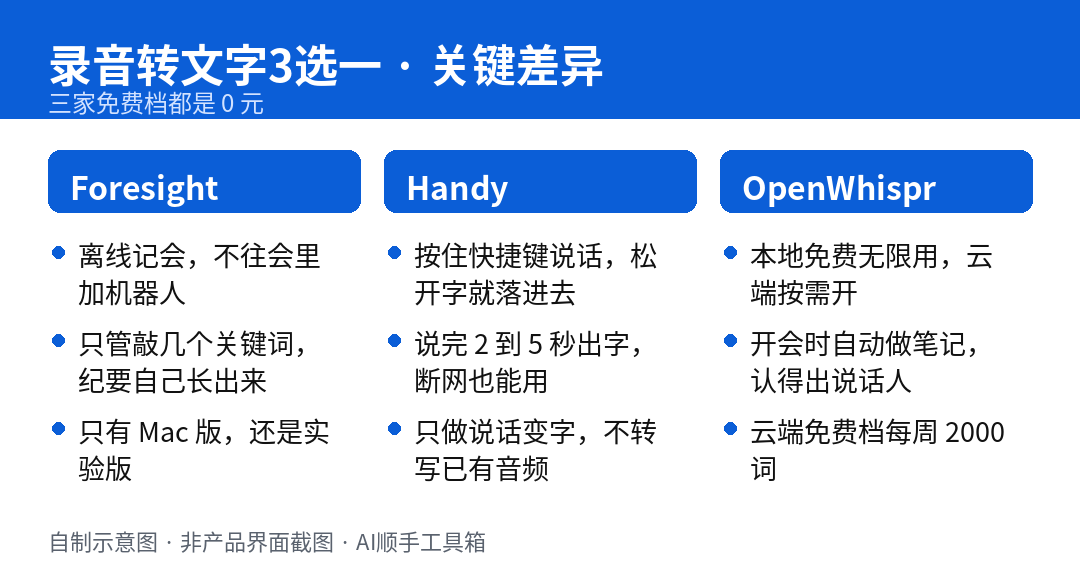 录音转文字3选一 · 关键差异
三家免费档都是 0 元
Foresight
离线记会，不往会里
加机器人
只管敲几个关键词，
纪要自己长出来
只有 Mac 版，还是实
验版
Handy
按住快捷键说话，松
开字就落进去
说完 2 到 5 秒出字，
断网也能用
只做说话变字，不转
写已有音频
OpenWhispr
本地免费无限用，云
端按需开
开会时自动做笔记，
认得出说话人
云端免费档每周 2000
词
自制示意图 · 非产品界面截图 · AI顺手工具箱